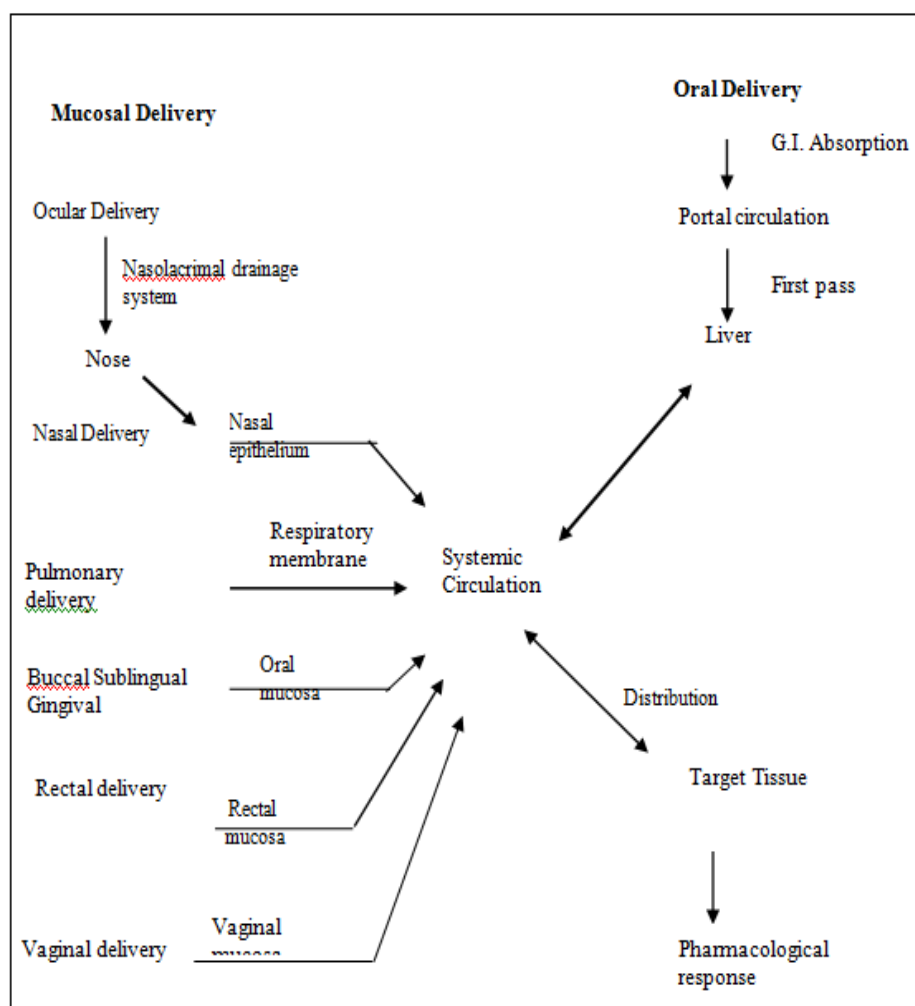 Mucosal Delivery
Oral Delivery
G.I. Absorption
Portal circulation
First pass
Liver
Ocular Delivery
Nasolacrimal drainage
system
Nose
Nasal Delivery
Nasal
epithelium
Respiratory
membrane
Pulmonary
delivery
Systemic
Circulation
Buccal Sublingual
Gingival
Oral
mucosa
Distribution
Rectal delivery
Rectal
mucosa
Target Tissue
Vaginal delivery
Vaginal
mucosa
Pharmacological
response